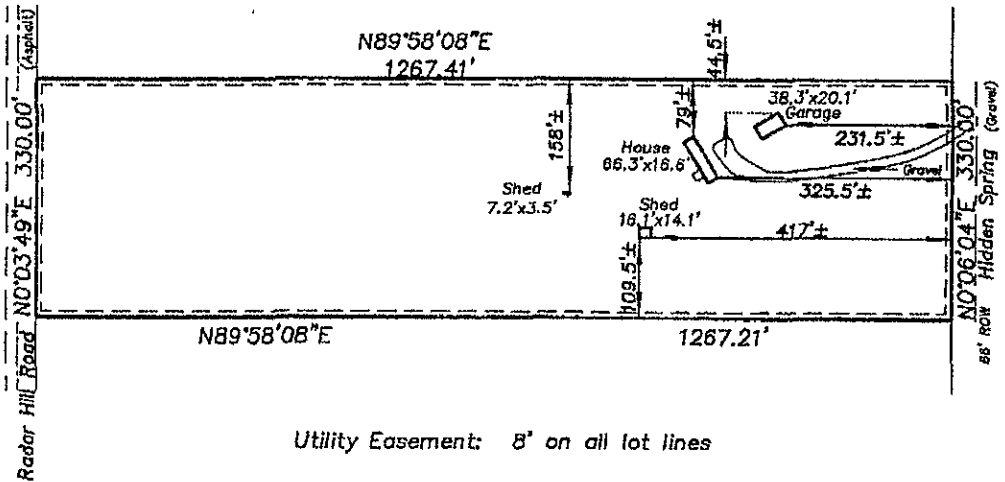 (Asphalt)
Radar Hill Road
N0°03'49"E 330.00'
N89°58'08"E
1267.41'
44.5'±
38.3'x20.1'
Garage
79'±
158'±
231.5'±
House
66.3'x16.6'
Gravel
325.5'±
Shed
7.2'x3.5'
Shed
16.1'x14.1'
417'±
109.5'±
N0°06'04"E 330.00'
66' ROW Hidden Spring (Gravel)
N89°58'08"E
1267.21'
Utility Easement: 8' on all lot lines